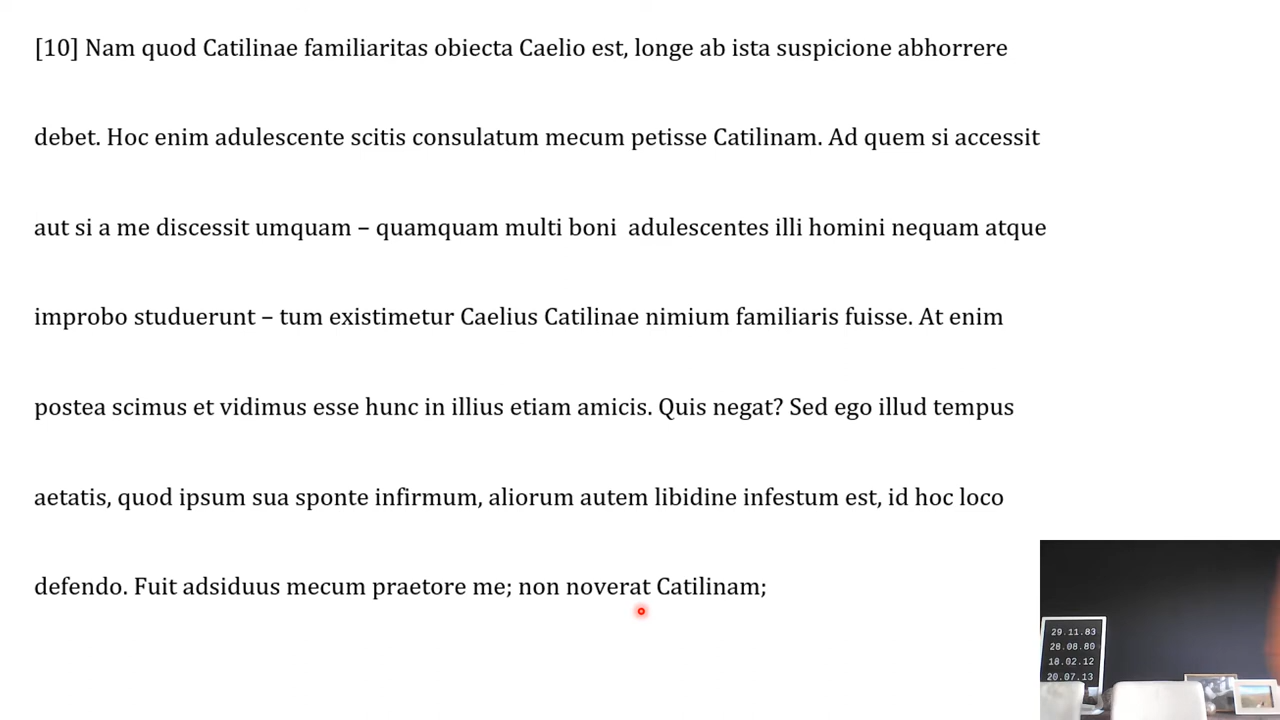 [10] Nam quod Catilinae familiaritas obiecta Caelio est, longe ab ista suspicione abhorrere
debet. Hoc enim adulescente scitis consulatum mecum petisse Catilinam. Ad quem si accessit
aut si a me discessit umquam – quamquam multi boni  adulescentes illi homini nequam atque
improbo studuerunt – tum existimetur Caelius Catilinae nimium familiaris fuisse. At enim
postea scimus et vidimus esse hunc in illius etiam amicis. Quis negat? Sed ego illud tempus
aetatis, quod ipsum sua sponte infirmum, aliorum autem libidine infestum est, id hoc loco
defendo. Fuit adsiduus mecum praetore me; non noverat Catilinam;
29.11.83
28.08.80
18.02.12
20.07.13